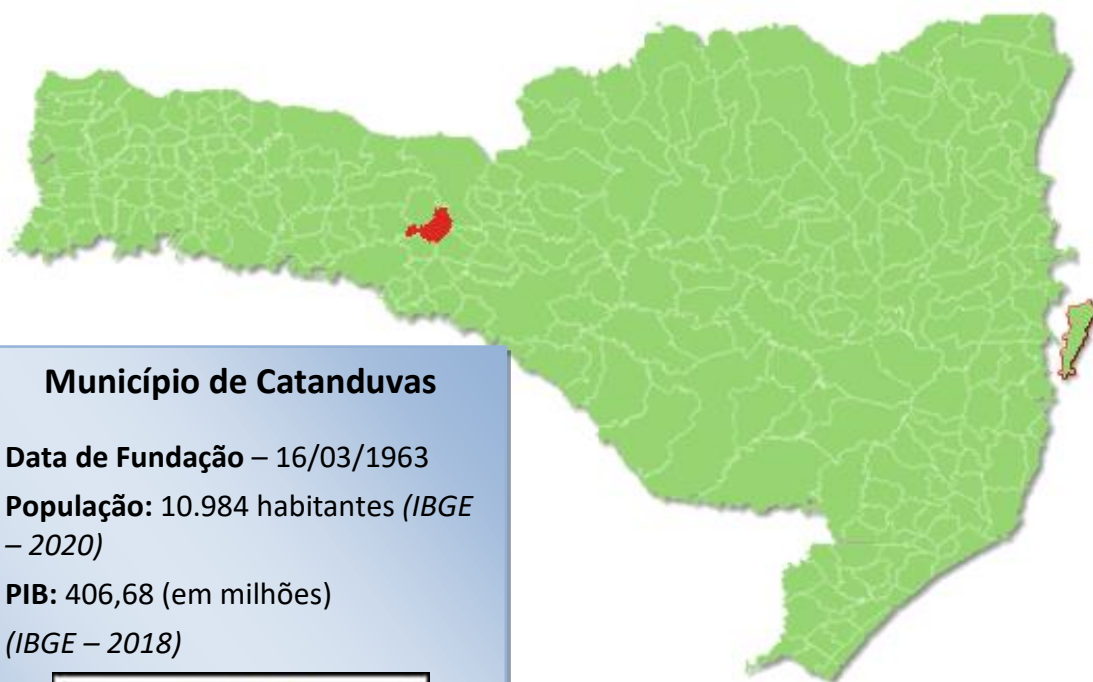 Município de Catanduvas
Data de Fundação – 16/03/1963
População: 10.984 habitantes (IBGE
– 2020)
PIB: 406,68 (em milhões)
(IBGE – 2018)